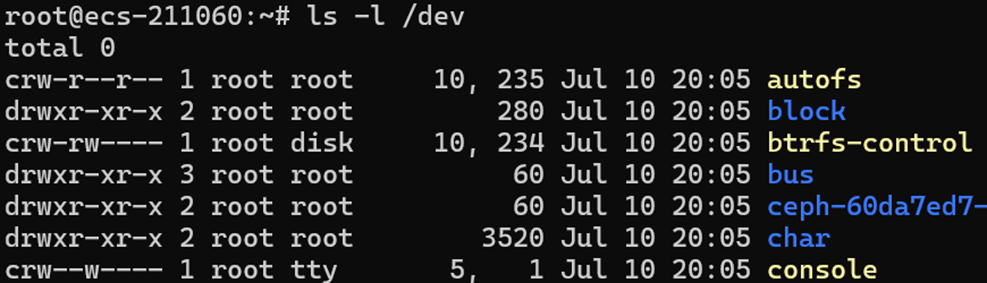 root@ecs-211060:~# ls -l /dev
total 0
crw-r--r-- 1 root root     10, 235 Jul 10 20:05 autofs
drwxr-xr-x 2 root root         280 Jul 10 20:05 block
crw-rw---- 1 root disk     10, 234 Jul 10 20:05 btrfs-control
drwxr-xr-x 3 root root          60 Jul 10 20:05 bus
drwxr-xr-x 2 root root          60 Jul 10 20:05 ceph-60da7ed7-
drwxr-xr-x 2 root root        3520 Jul 10 20:05 char
crw--w---- 1 root tty       5,   1 Jul 10 20:05 console